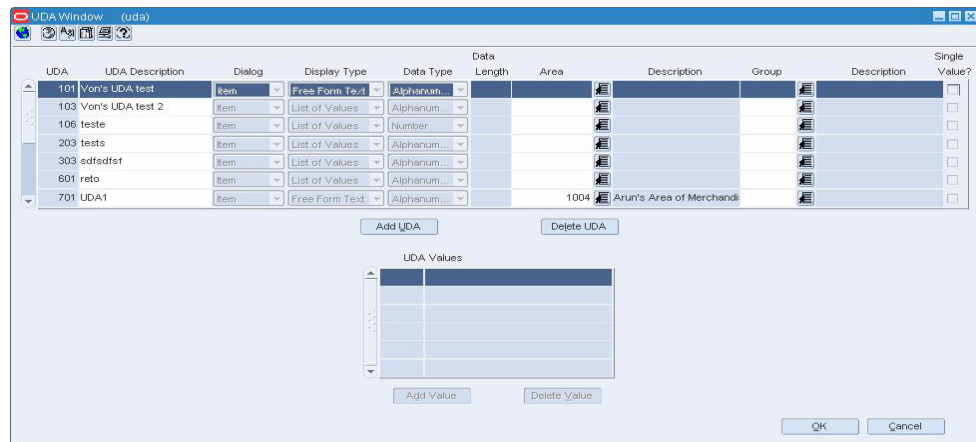 UDA Window (uda)
Data Single
UDA UDA Description Dialog Display Type Data Type Length Area Description Group Description Value?
101 Von's UDA test Item Free Form Text Alphanum...
103 Von's UDA test 2 Item List of Values Alphanum...
106 teste Item List of Values Number
203 tests Item List of Values Alphanum...
303 sdfsdfsf Item List of Values Alphanum...
601 reto Item List of Values Alphanum...
701 UDA1 Item Free Form Text Alphanum... 1004 Arun's Area of Merchandi
Add UDA Delete UDA
UDA Values
Add Value Delete Value
OK Cancel